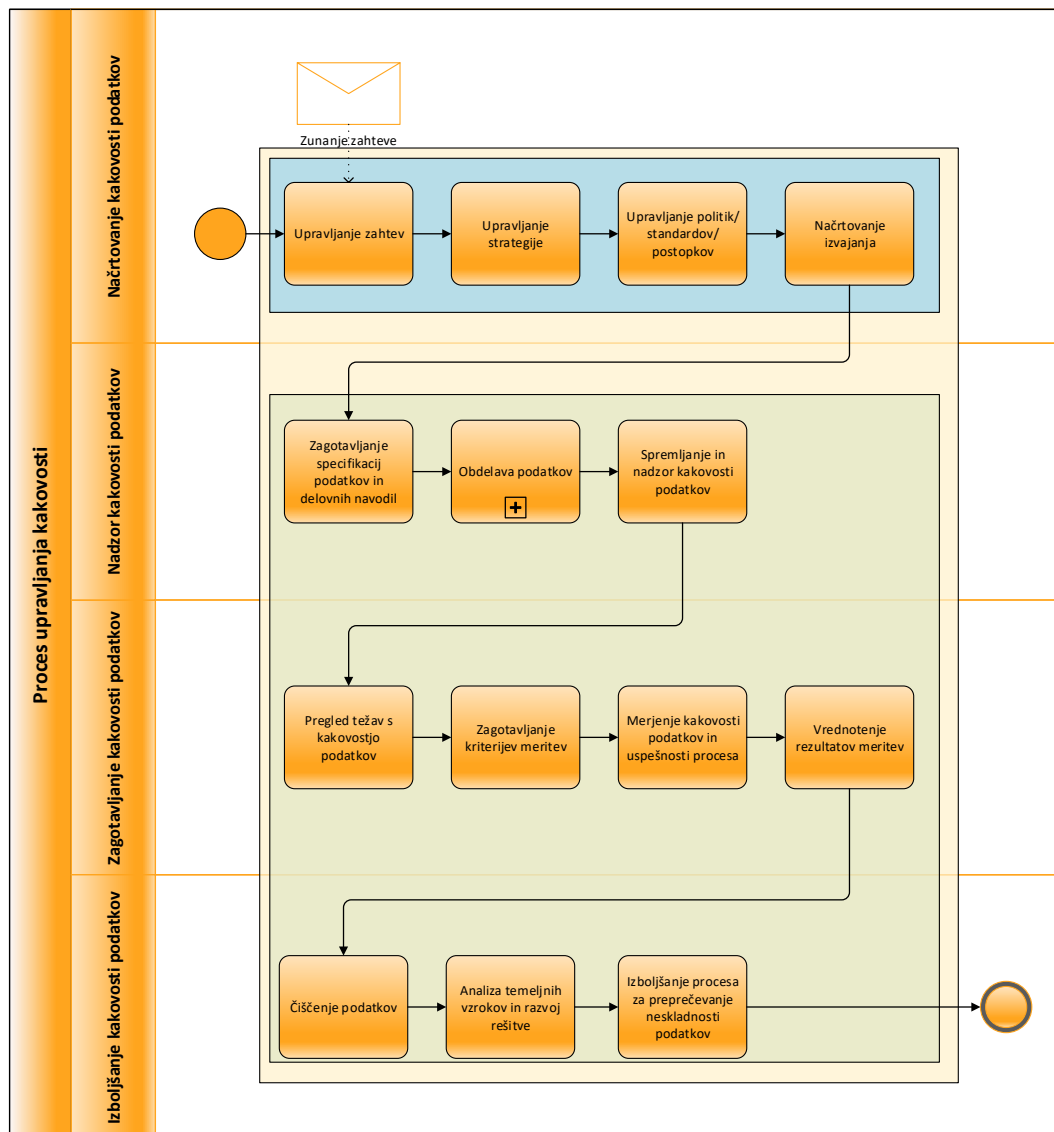 Proces upravljanja kakovosti
Načrtovanje kakovosti podatkov
Zunanje zahteve
Upravljanje zahtev
Upravljanje
strategije
Upravljanje politik/
standardov/
postopkov
Načrtovanje
izvajanja
Nadzor kakovosti podatkov
Zagotavljanje
specifikacij
podatkov in
delovnih navodil
Obdelava podatkov
Spremljanje in
nadzor kakovosti
podatkov
Zagotavljanje kakovosti podatkov
Pregled težav s
kakovostjo
podatkov
Zagotavljanje
kriterijev meritev
Merjenje kakovosti
podatkov in
uspešnosti procesa
Vrednotenje
rezultatov meritev
Izboljšanje kakovosti podatkov
Čiščenje podatkov
Analiza temeljnih
vzrokov in razvoj
rešitve
Izboljšanje procesa
za preprečevanje
neskladnosti
podatkov